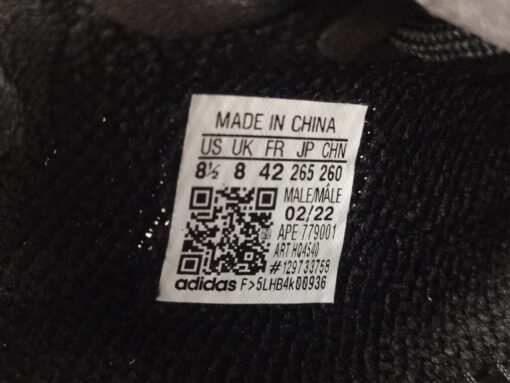 MADE IN CHINA
US UK FR JP CHN
8½ 8 42 265 260
MALE/MÂLE
02/22
APE 779001
ART HQ4540
#129733758
adidas F>5LHB4k00936